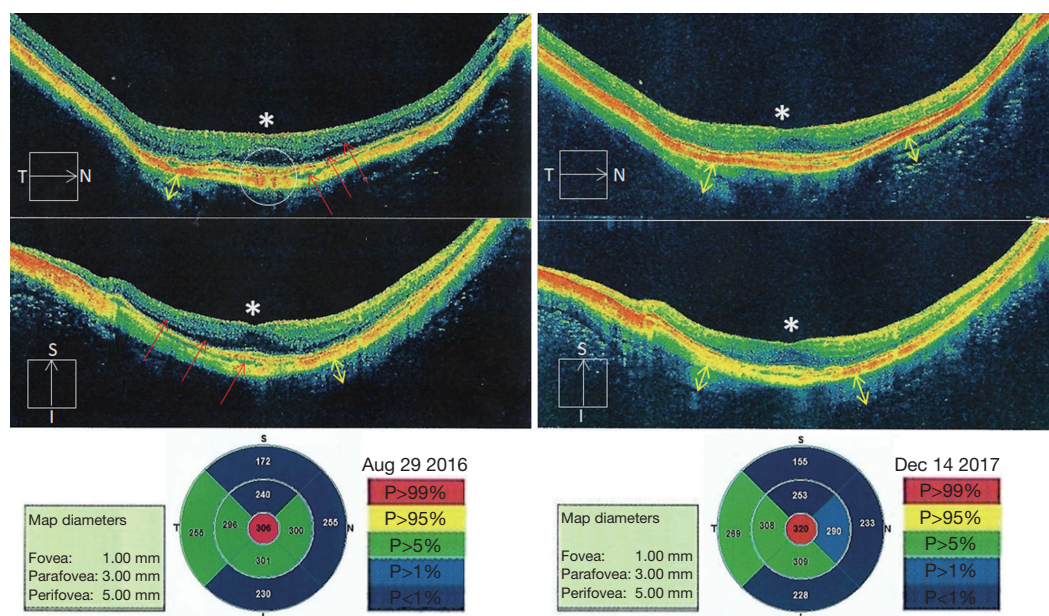 *
*
T N
T N
*
*
S
I
S
I
S
172
240
255 296 306 300 255
301
230
T N
Aug 29 2016
P>99%
P>95%
P>5%
P>1%
P<1%
Map diameters
Fovea: 1.00 mm
Parafovea: 3.00 mm
Perifovea: 5.00 mm
S
155
253
269 308 320 290 233
309
228
T N
Dec 14 2017
P>99%
P>95%
P>5%
P>1%
P<1%
Map diameters
Fovea: 1.00 mm
Parafovea: 3.00 mm
Perifovea: 5.00 mm